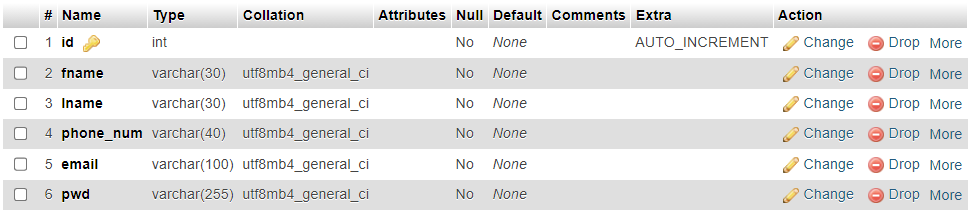 # Name Type Collation Attributes Null Default Comments Extra Action
1 id int No None AUTO_INCREMENT Change Drop More
2 fname varchar(30) utf8mb4_general_ci No None Change Drop More
3 lname varchar(30) utf8mb4_general_ci No None Change Drop More
4 phone_num varchar(40) utf8mb4_general_ci No None Change Drop More
5 email varchar(100) utf8mb4_general_ci No None Change Drop More
6 pwd varchar(255) utf8mb4_general_ci No None Change Drop More